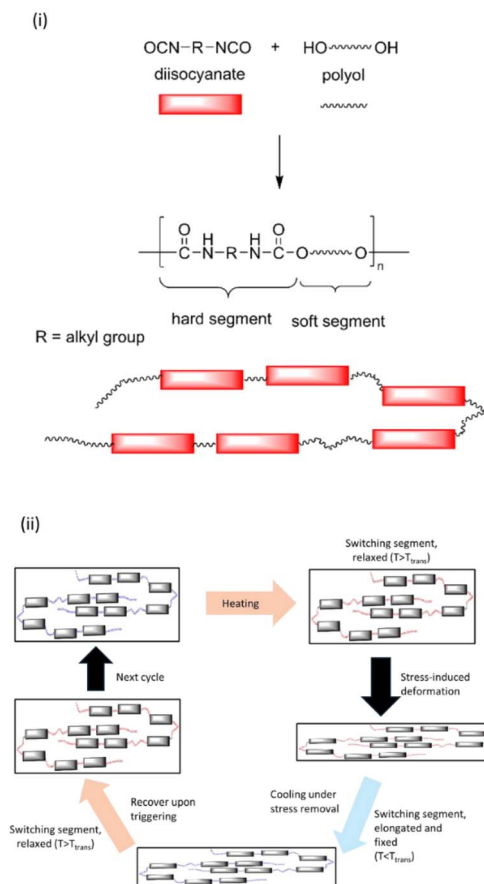 (i)
OCN-R-NCO + HO OH
diisocyanate polyol
O H H O
C-N-R-N-C-O O
n
hard segment soft segment
R = alkyl group
(ii)
Switching segment,
relaxed (T>Ttrans)
Heating
Next cycle
Stress-induced
deformation
Recover upon
triggering
Cooling under
stress removal
Switching segment,
relaxed (T>Ttrans)
Switching segment,
elongated and
fixed
(T<Ttrans)